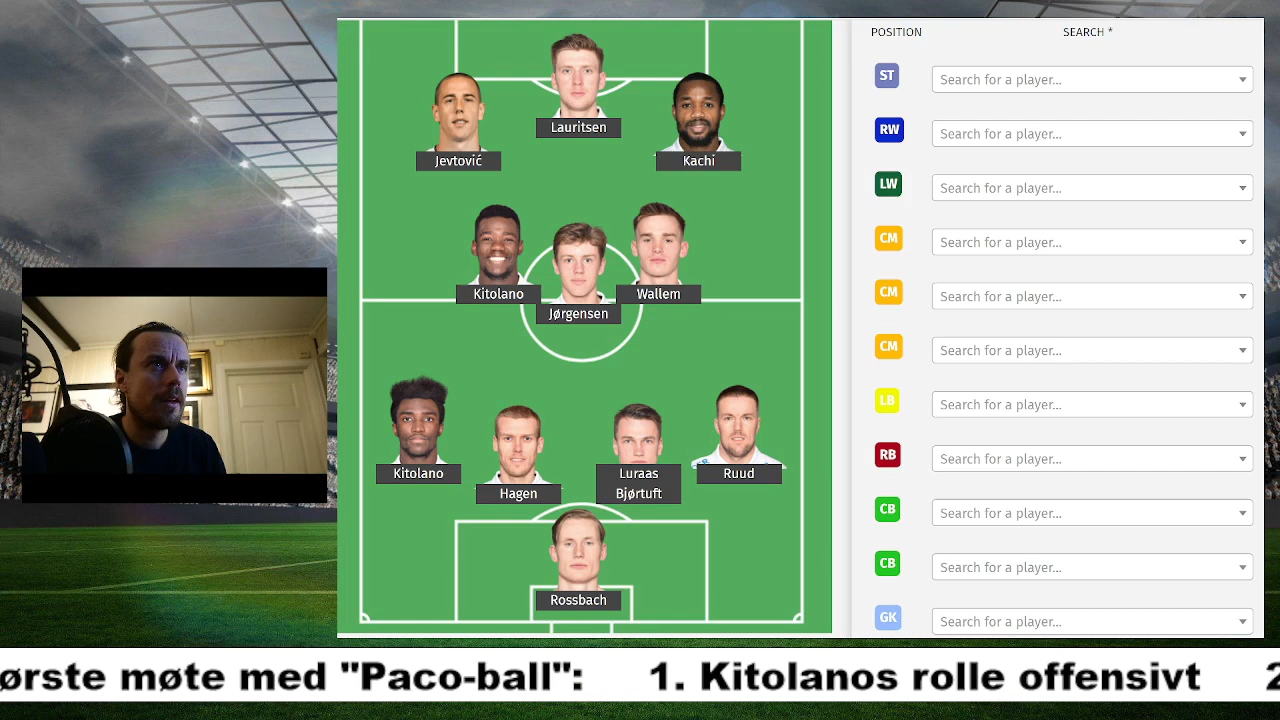 POSITION SEARCH *
Lauritsen
Jevtović
Kachi
Kitolano
Jørgensen
Wallem
Kitolano
Hagen
Luraas
Bjørtuft
Ruud
Rossbach
ST Search for a player...
RW Search for a player...
LW Search for a player...
CM Search for a player...
CM Search for a player...
CM Search for a player...
LB Search for a player...
RB Search for a player...
CB Search for a player...
CB Search for a player...
GK Search for a player...
ørste møte med "Paco-ball": 1. Kitolanos rolle offensivt 2